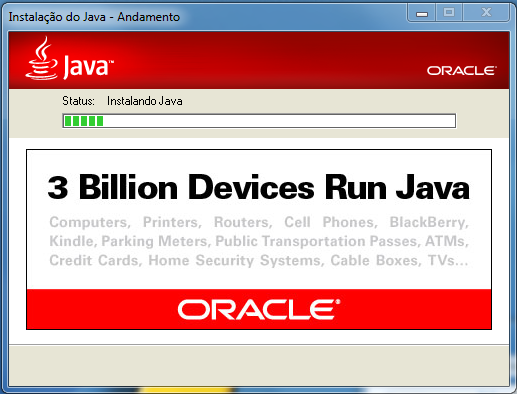 Instalação do Java - Andamento
Java™
ORACLE®
Status: Instalando Java
3 Billion Devices Run Java
Computers, Printers, Routers, Cell Phones, BlackBerry,
Kindle, Parking Meters, Public Transportation Passes, ATMs,
Credit Cards, Home Security Systems, Cable Boxes, TVs...
ORACLE®